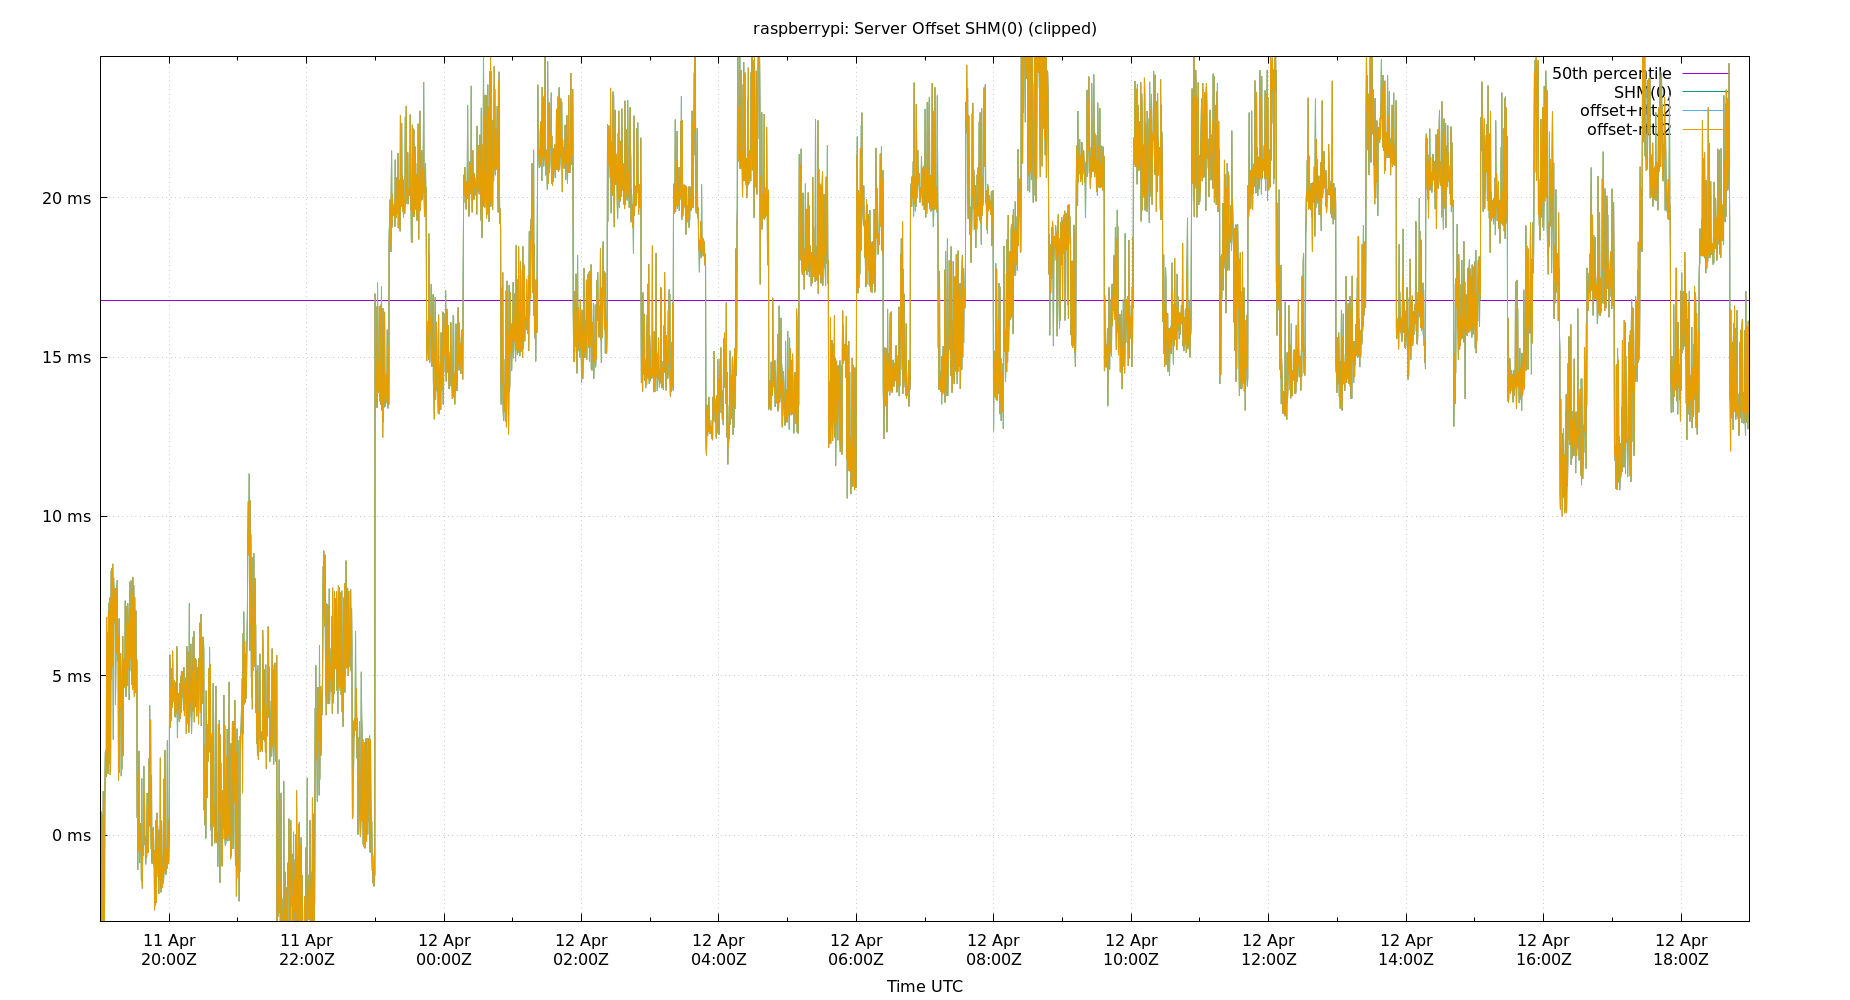 raspberrypi: Server Offset SHM(0) (clipped)
50th percentile
SHM(0)
offset+rtt/2
offset-rtt/2
20 ms
15 ms
10 ms
5 ms
0 ms
11 Apr 11 Apr 12 Apr 12 Apr 12 Apr 12 Apr 12 Apr 12 Apr 12 Apr 12 Apr 12 Apr 12 Apr
20:00Z 22:00Z 00:00Z 02:00Z 04:00Z 06:00Z 08:00Z 10:00Z 12:00Z 14:00Z 16:00Z 18:00Z
Time UTC